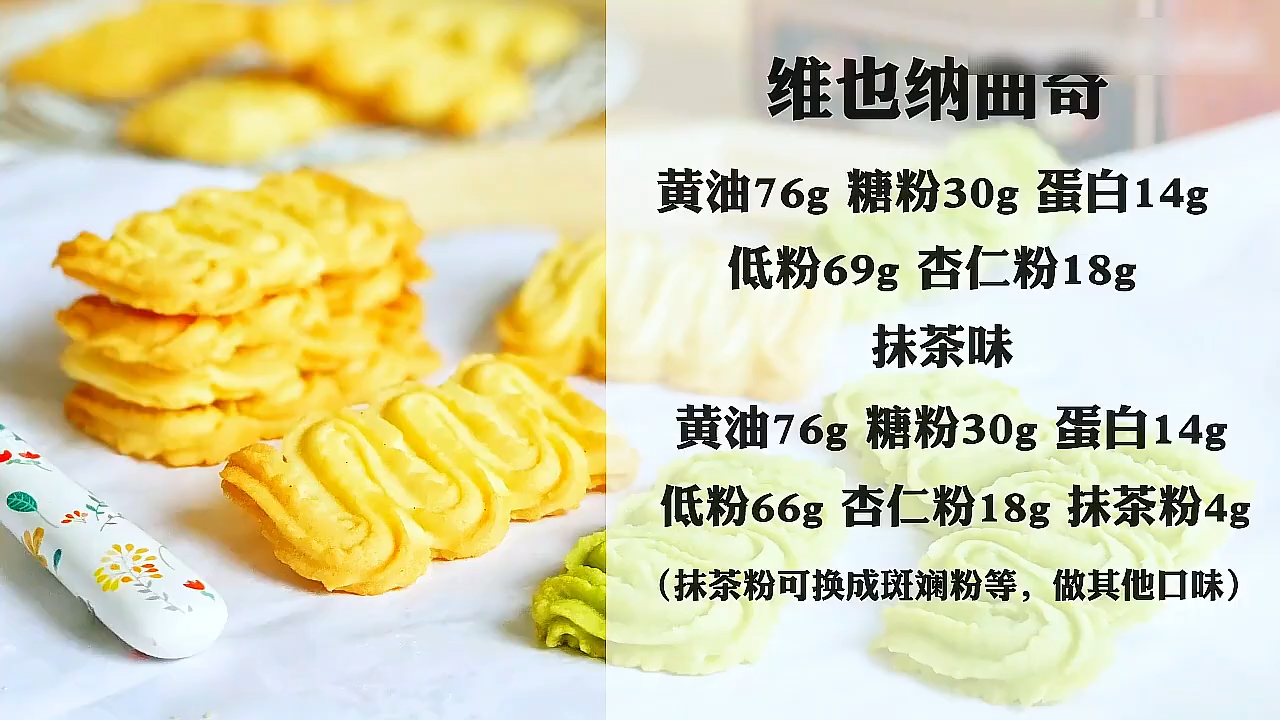 维也纳曲奇
黄油76g 糖粉30g 蛋白14g
低粉69g 杏仁粉18g
抹茶味
黄油76g 糖粉30g 蛋白14g
低粉66g 杏仁粉18g 抹茶粉4g
（抹茶粉可换成斑斓粉等，做其他口味）